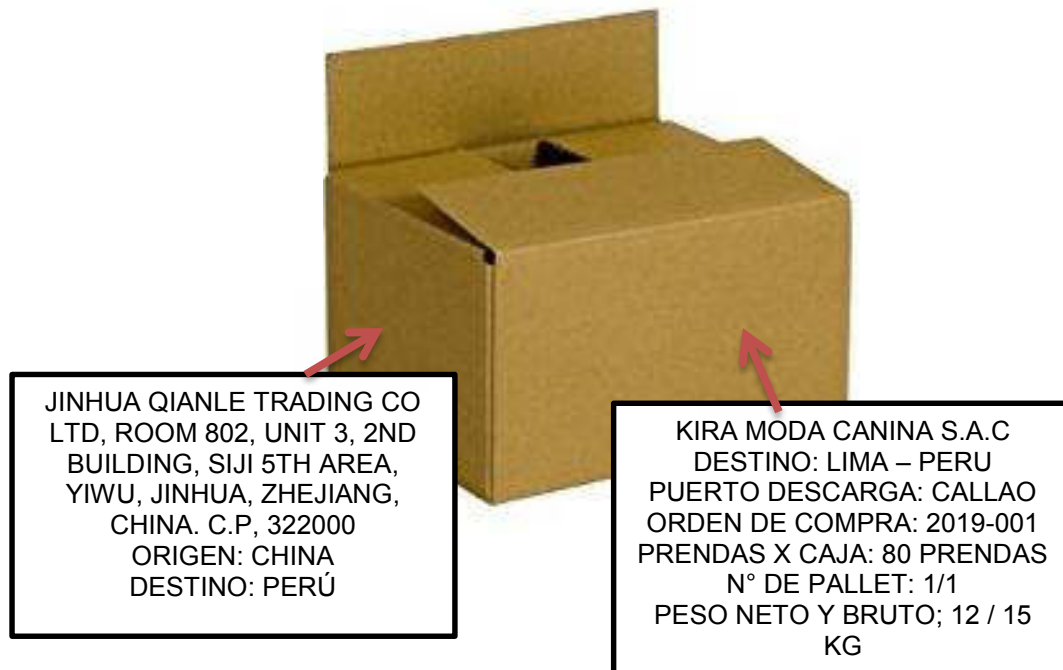 JINHUA QIANLE TRADING CO
LTD, ROOM 802, UNIT 3, 2ND
BUILDING, SIJI 5TH AREA,
YIWU, JINHUA, ZHEJIANG,
CHINA. C.P, 322000
ORIGEN: CHINA
DESTINO: PERÚ
KIRA MODA CANINA S.A.C
DESTINO: LIMA – PERU
PUERTO DESCARGA: CALLAO
ORDEN DE COMPRA: 2019-001
PRENDAS X CAJA: 80 PRENDAS
N° DE PALLET: 1/1
PESO NETO Y BRUTO; 12 / 15
KG